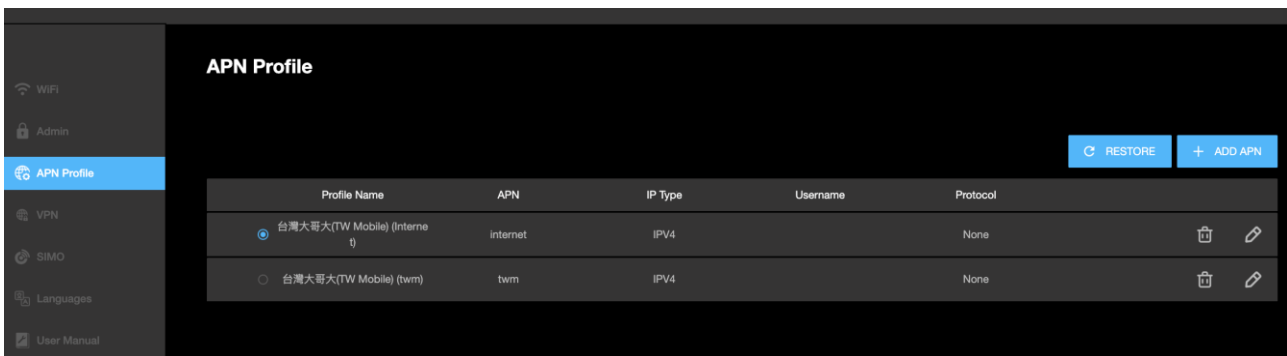 APN Profile
WiFi
Admin
RESTORE
+ ADD APN
APN Profile
Profile Name APN IP Type Username Protocol
VPN
台灣大哥大(TW Mobile) (Interne
t)
internet IPV4 None
SIMO
台灣大哥大(TW Mobile) (twm) twm IPV4 None
Languages
User Manual